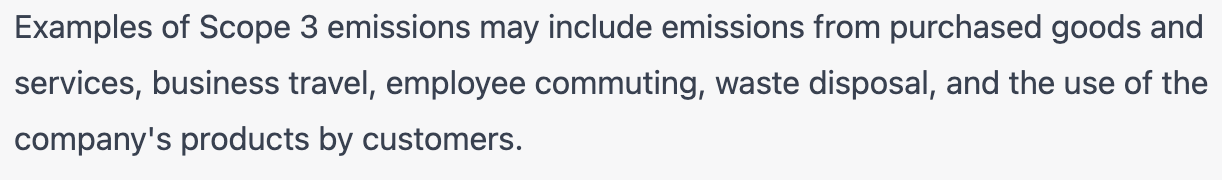 Examples of Scope 3 emissions may include emissions from purchased goods and
services, business travel, employee commuting, waste disposal, and the use of the
company's products by customers.